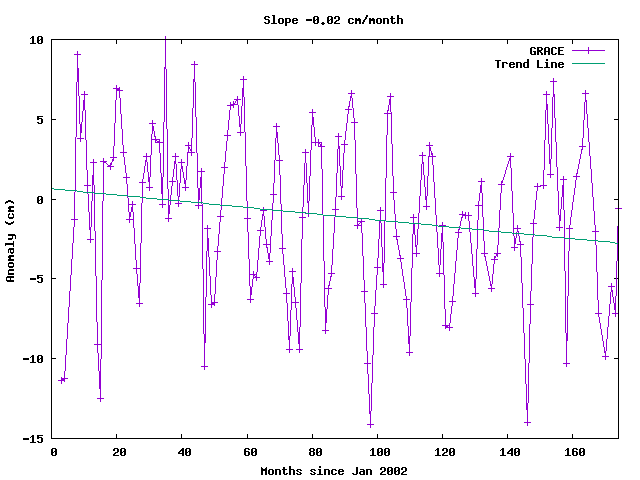 Slope -0.02 cm/month
GRACE
Trend Line
10
5
0
-5
-10
-15
Anomaly (cm)
0 20 40 60 80 100 120 140 160
Months since Jan 2002